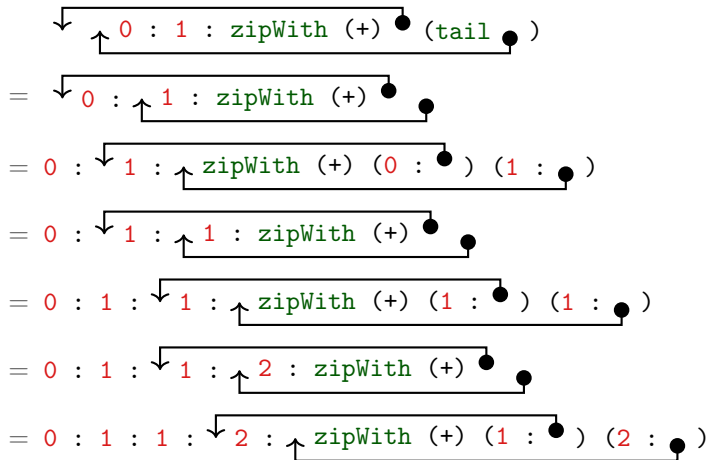 0 : 1 : zipWith (+) (tail )
= 0 : 1 : zipWith (+)
= 0 : 1 : zipWith (+) (0 : ) (1 : )
= 0 : 1 : 1 : zipWith (+)
= 0 : 1 : 1 : zipWith (+) (1 : ) (1 : )
= 0 : 1 : 1 : 2 : zipWith (+)
= 0 : 1 : 1 : 2 : zipWith (+) (1 : ) (2 : )